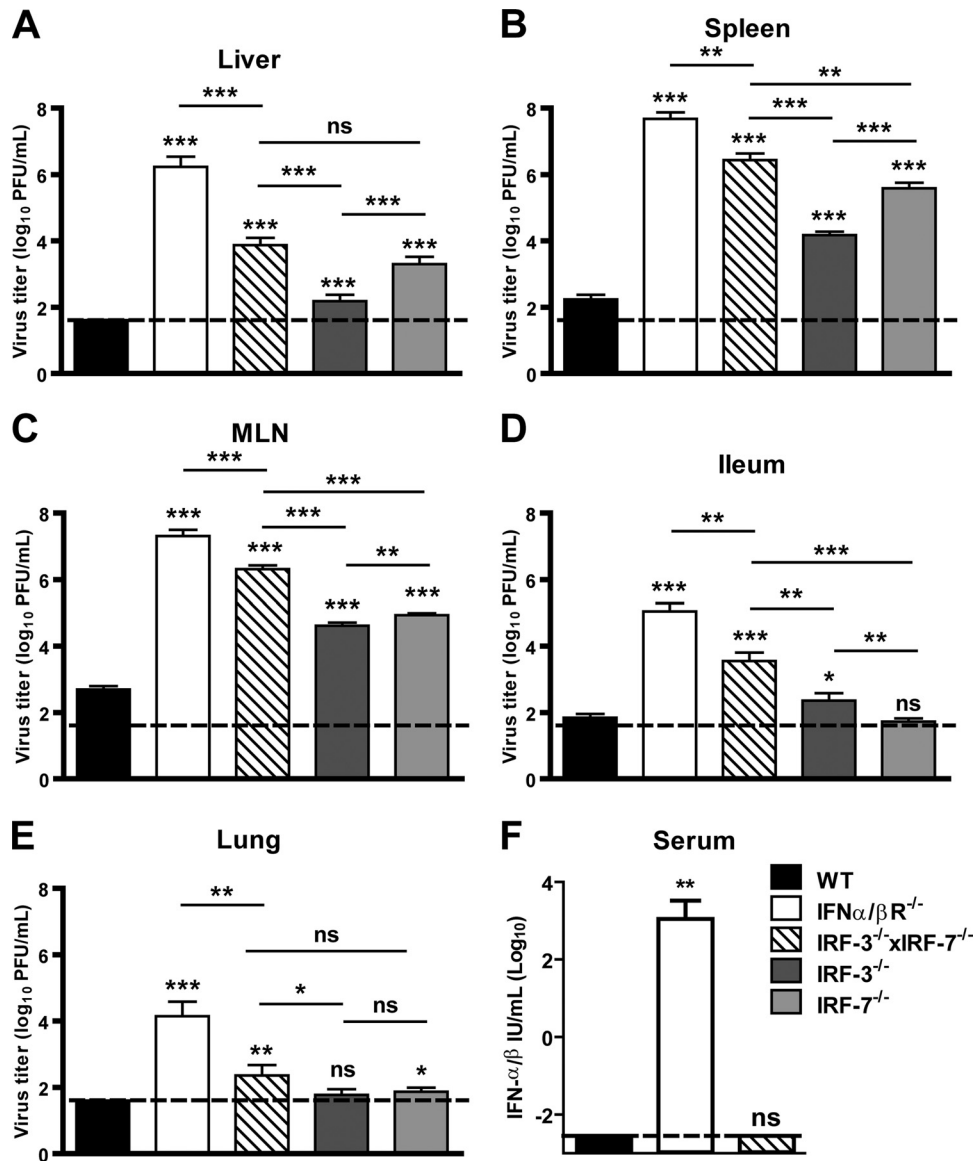 A
Liver
Virus titer (log10 PFU/mL)
8
6
4
2
0
***
***
***
***
***
***
***
ns
B
Spleen
Virus titer (log10 PFU/mL)
8
6
4
2
0
**
**
***
***
***
***
***
***
C
MLN
Virus titer (log10 PFU/mL)
8
6
4
2
0
***
***
***
**
***
***
***
***
D
Ileum
Virus titer (log10 PFU/mL)
8
6
4
2
0
**
***
**
**
***
***
*
ns
E
Lung
Virus titer (log10 PFU/mL)
8
6
4
2
0
**
ns
*
ns
***
**
ns
*
F
Serum
IFN-α/β IU/mL (Log10)
4
2
0
-2
**
ns
WT
IFNα/βR-/-
IRF-3-/-xIRF-7-/-
IRF-3-/-
IRF-7-/-